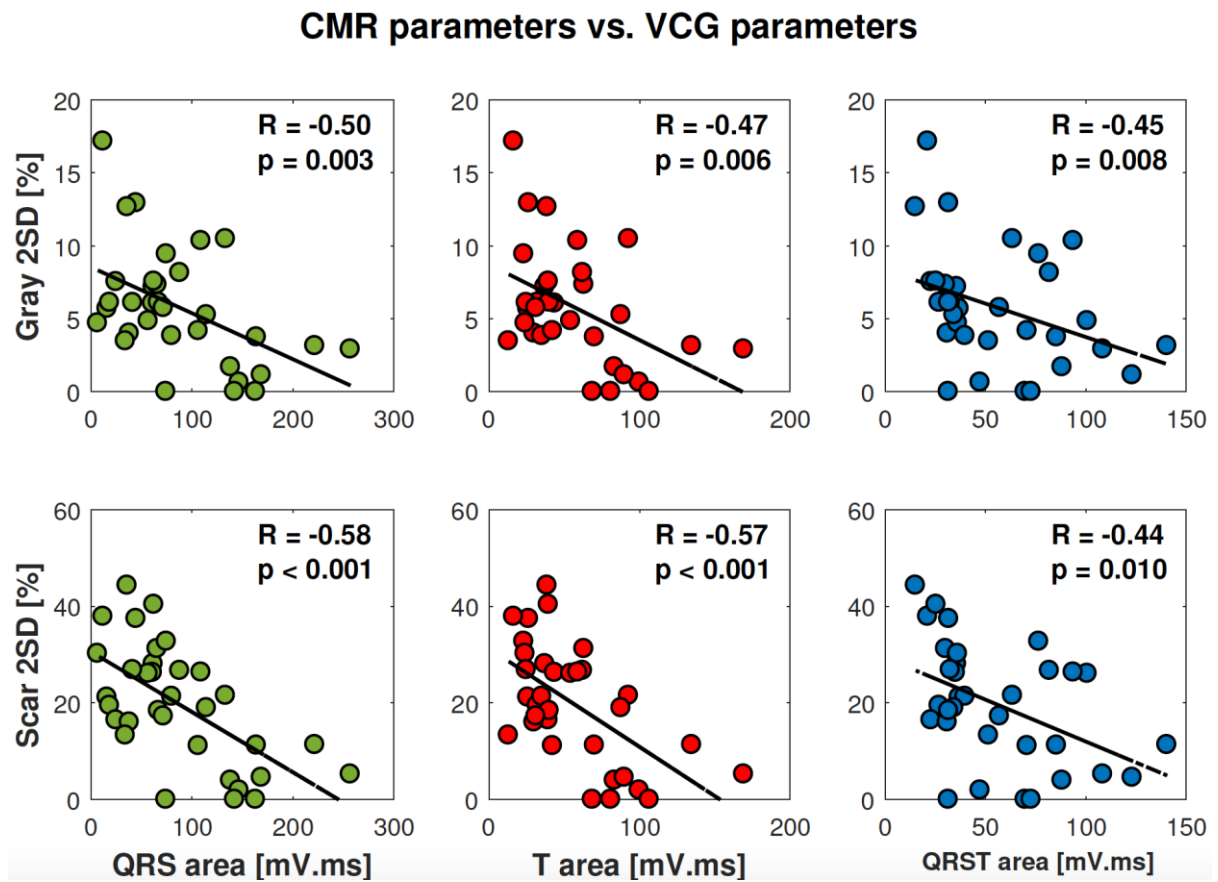 CMR parameters vs. VCG parameters
Gray 2SD [%]
20
15
10
5
0
R = -0.50
p = 0.003
0 100 200 300
20
15
10
5
0
R = -0.47
p = 0.006
0 100 200
20
15
10
5
0
R = -0.45
p = 0.008
0 50 100 150
Scar 2SD [%]
60
40
20
0
R = -0.58
p < 0.001
0 100 200 300
QRS area [mV.ms]
60
40
20
0
R = -0.57
p < 0.001
0 100 200
T area [mV.ms]
60
40
20
0
R = -0.44
p = 0.010
0 50 100 150
QRST area [mV.ms]